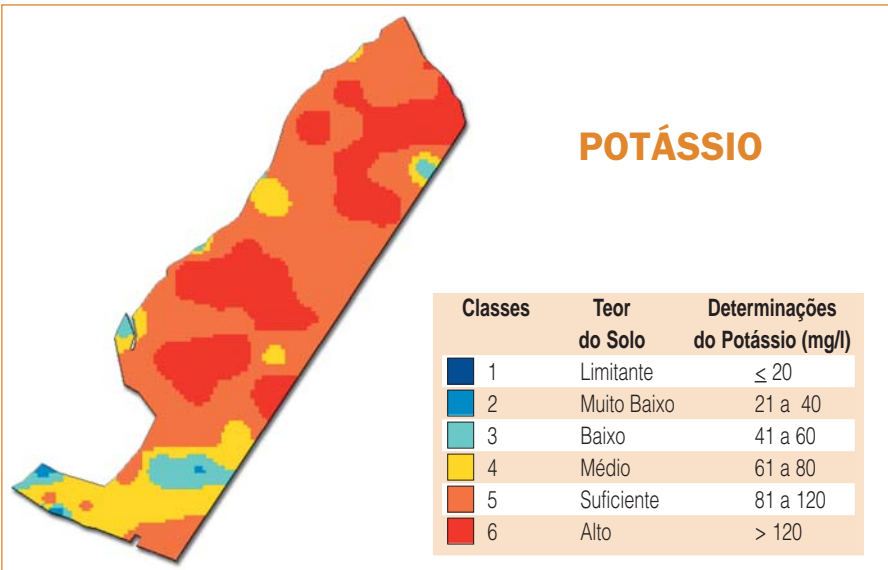 POTÁSSIO
Classes Teor Determinações
do Solo do Potássio (mg/l)
1 Limitante ≤ 20
2 Muito Baixo 21 a 40
3 Baixo 41 a 60
4 Médio 61 a 80
5 Suficiente 81 a 120
6 Alto > 120